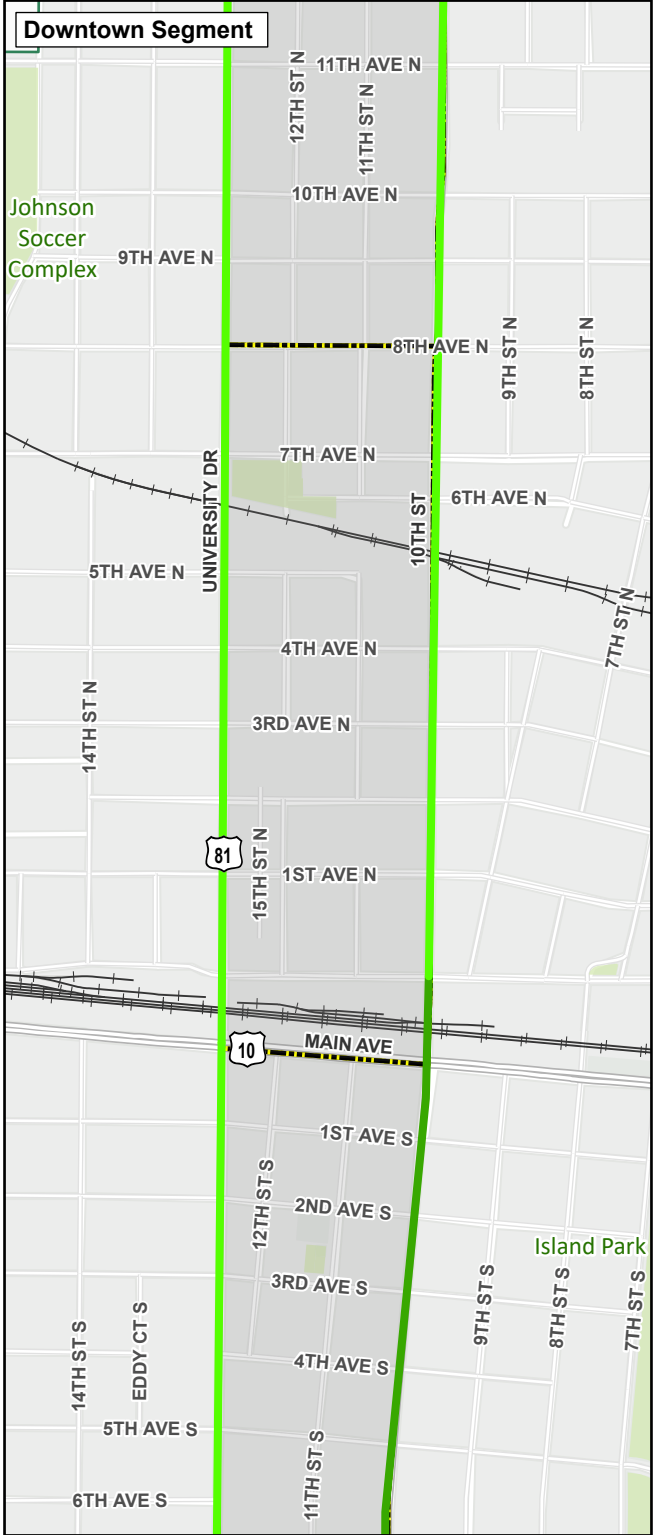 Downtown Segment
11TH AVE N
12TH ST N
11TH ST N
10TH AVE N
Johnson
Soccer
Complex
9TH AVE N
8TH AVE N
9TH ST N
8TH ST N
7TH AVE N
UNIVERSITY DR
6TH AVE N
10TH ST
5TH AVE N
7TH ST N
4TH AVE N
14TH ST N
3RD AVE N
81
15TH ST N
1ST AVE N
10
MAIN AVE
1ST AVE S
12TH ST S
2ND AVE S
Island Park
3RD AVE S
9TH ST S
8TH ST S
7TH ST S
14TH ST S
EDDY CT S
4TH AVE S
5TH AVE S
11TH ST S
6TH AVE S